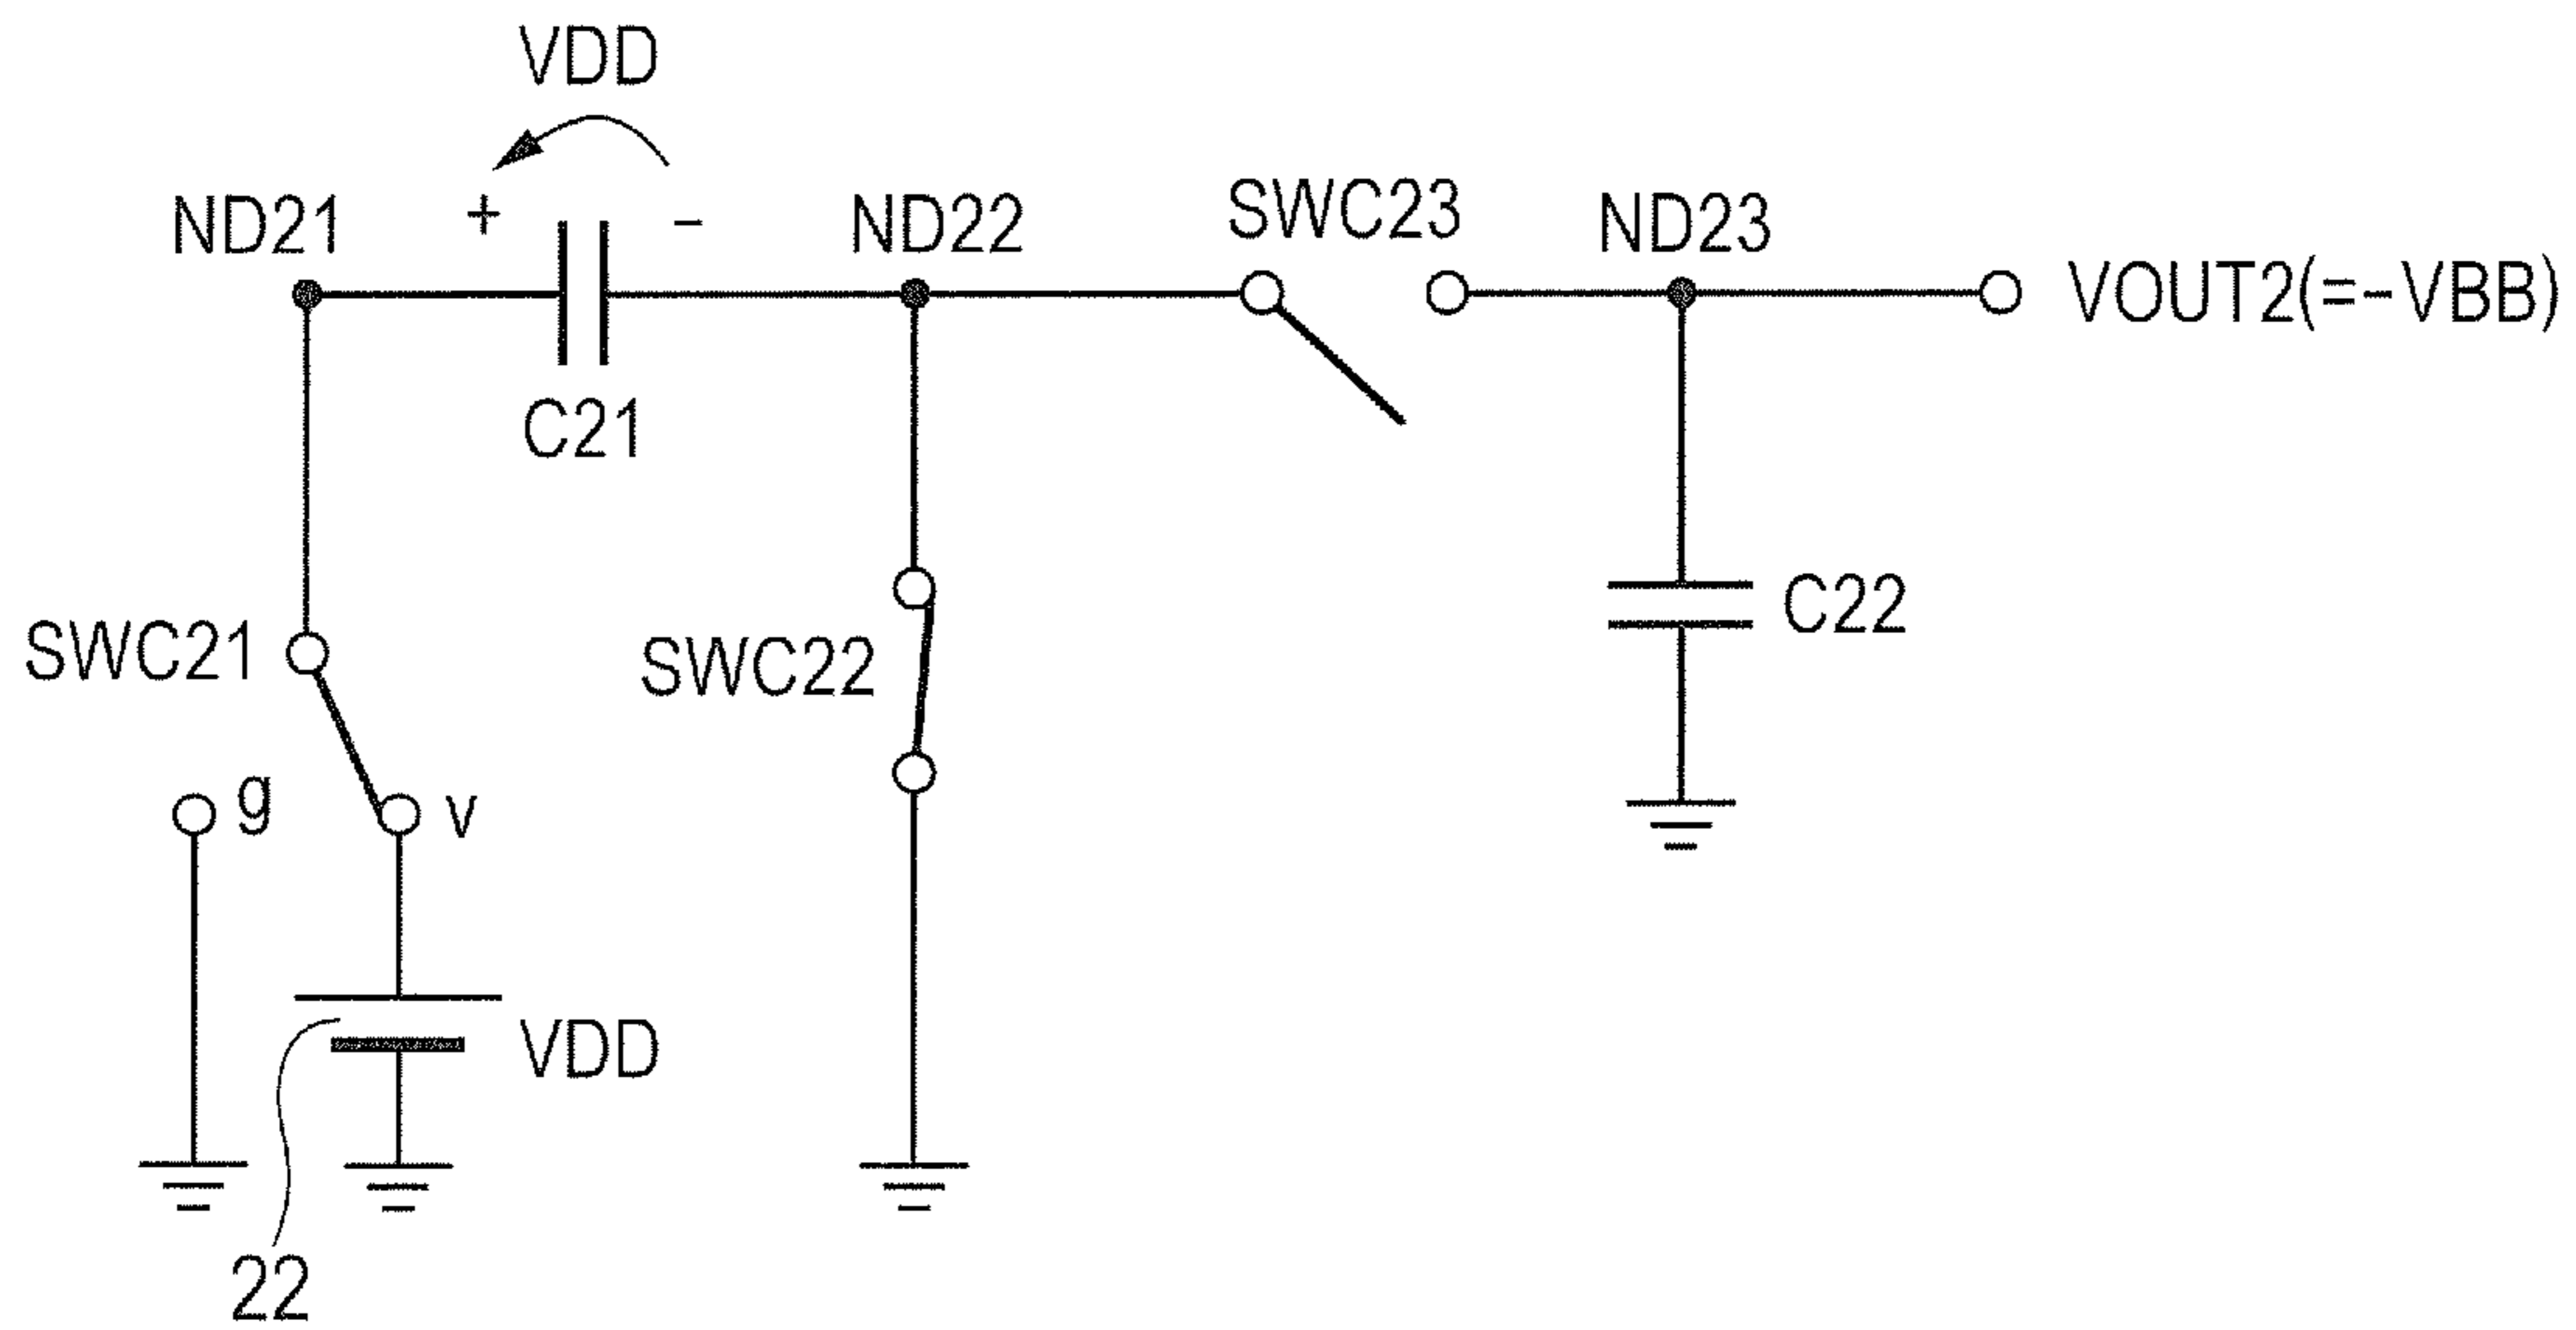 VDD
ND21
+
−
ND22
SWC23
ND23
VOUT2(=−VBB)
C21
C22
SWC21
SWC22
g
v
VDD
22